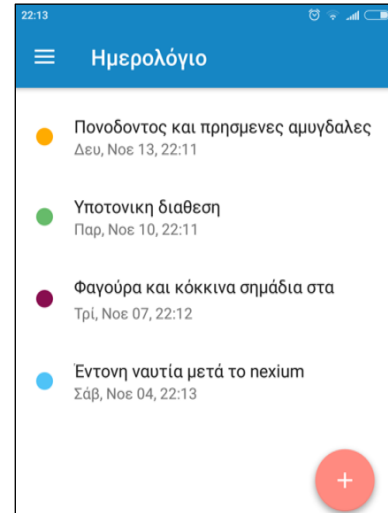 22:13
Ημερολόγιο
Πονοδοντος και πρησμενες αμυγδαλες
Δευ, Νοε 13, 22:11
Υποτονικη διαθεση
Παρ, Νοε 10, 22:11
Φαγούρα και κόκκινα σημάδια στα
Τρί, Νοε 07, 22:12
Έντονη ναυτία μετά το nexium
Σάβ, Νοε 04, 22:13